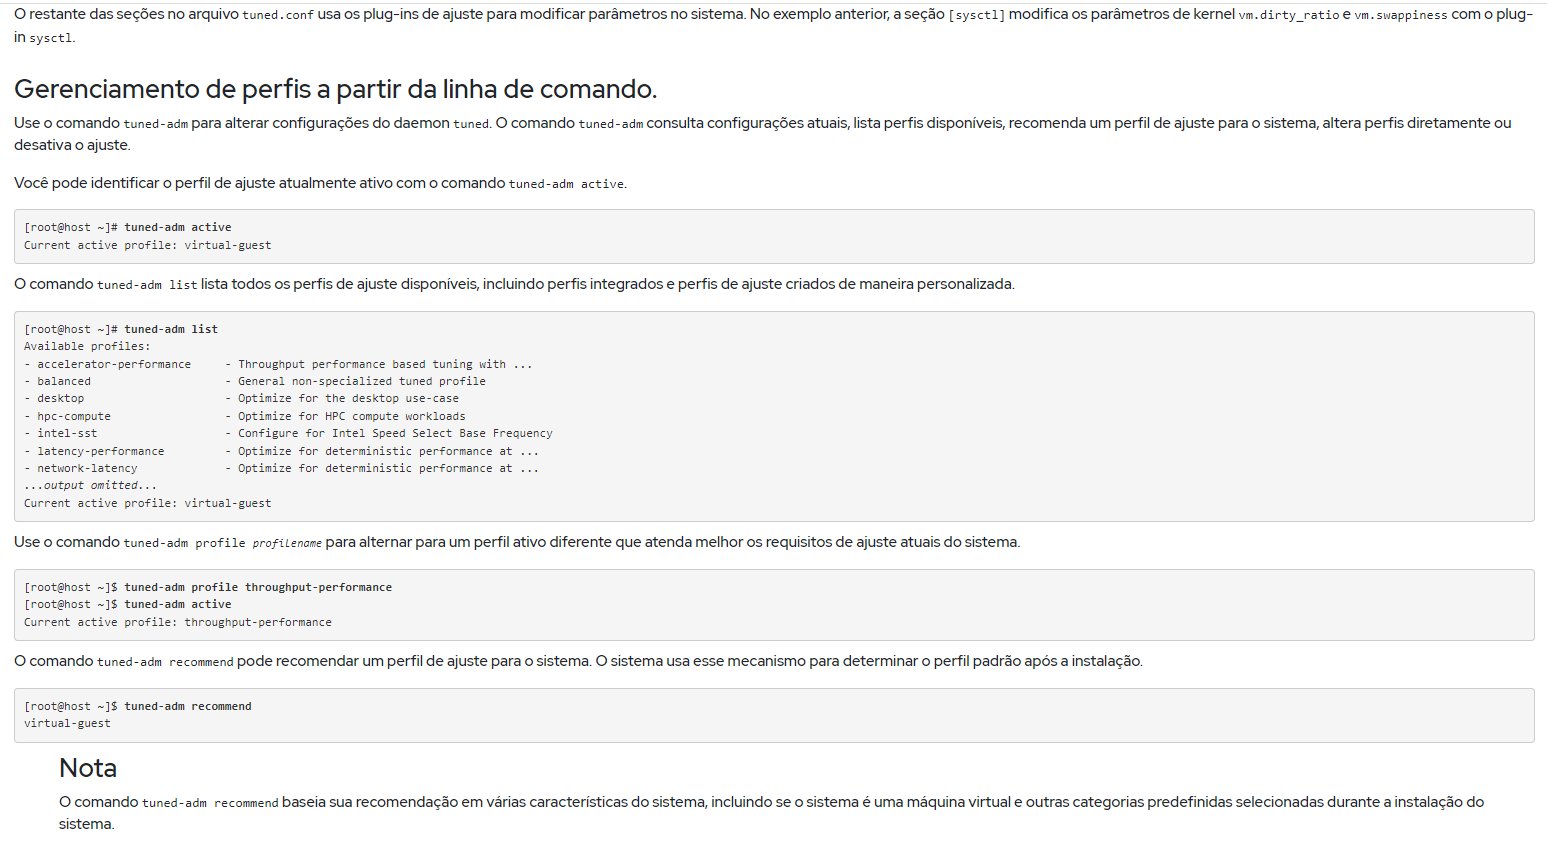 O restante das seções no arquivo tuned.conf usa os plug-ins de ajuste para modificar parâmetros no sistema. No exemplo anterior, a seção [sysctl] modifica os parâmetros de kernel vm.dirty_ratio e vm.swappiness com o plug-
in sysctl.
Gerenciamento de perfis a partir da linha de comando.
Use o comando tuned-adm para alterar configurações do daemon tuned. O comando tuned-adm consulta configurações atuais, lista perfis disponíveis, recomenda um perfil de ajuste para o sistema, altera perfis diretamente ou
desativa o ajuste.
Você pode identificar o perfil de ajuste atualmente ativo com o comando tuned-adm active.
[root@host ~]# tuned-adm active
Current active profile: virtual-guest
O comando tuned-adm list lista todos os perfis de ajuste disponíveis, incluindo perfis integrados e perfis de ajuste criados de maneira personalizada.
[root@host ~]# tuned-adm list
Available profiles:
- accelerator-performance     - Throughput performance based tuning with ...
- balanced                    - General non-specialized tuned profile
- desktop                     - Optimize for the desktop use-case
- hpc-compute                 - Optimize for HPC compute workloads
- intel-sst                   - Configure for Intel Speed Select Base Frequency
- latency-performance         - Optimize for deterministic performance at ...
- network-latency             - Optimize for deterministic performance at ...
...output omitted...
Current active profile: virtual-guest
Use o comando tuned-adm profile profilename para alternar para um perfil ativo diferente que atenda melhor os requisitos de ajuste atuais do sistema.
[root@host ~]$ tuned-adm profile throughput-performance
[root@host ~]$ tuned-adm active
Current active profile: throughput-performance
O comando tuned-adm recommend pode recomendar um perfil de ajuste para o sistema. O sistema usa esse mecanismo para determinar o perfil padrão após a instalação.
[root@host ~]$ tuned-adm recommend
virtual-guest
Nota
O comando tuned-adm recommend baseia sua recomendação em várias características do sistema, incluindo se o sistema é uma máquina virtual e outras categorias predefinidas selecionadas durante a instalação do
sistema.